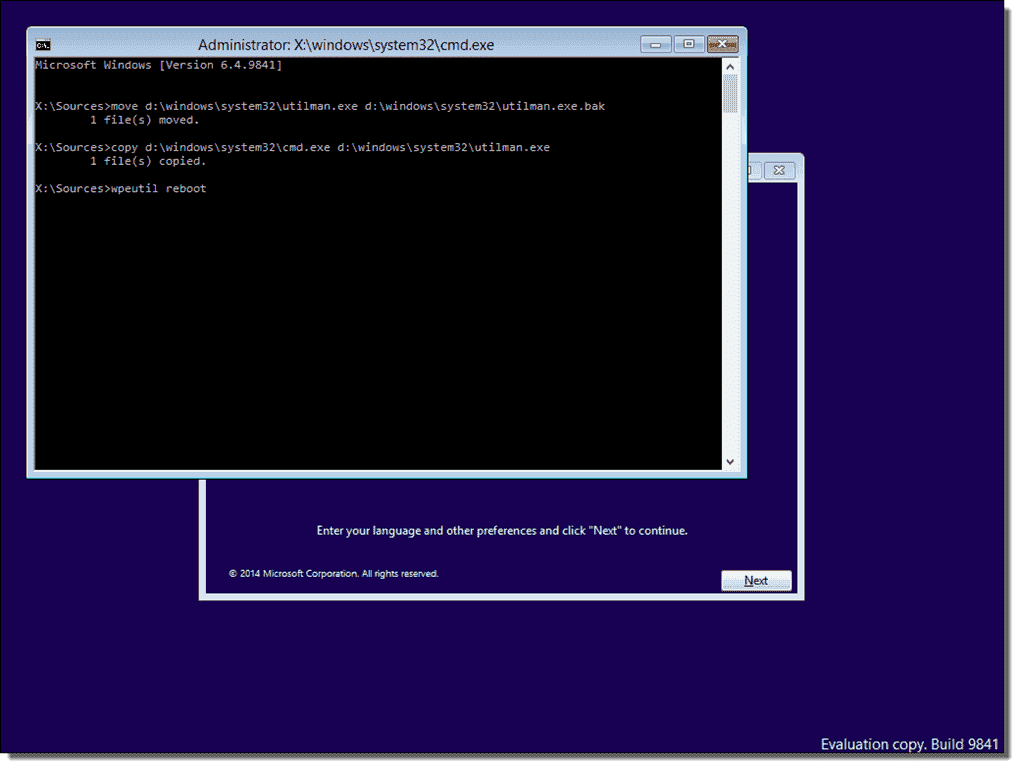 Administrator: X:\windows\system32\cmd.exe
Microsoft Windows [Version 6.4.9841]
X:\Sources>move d:\windows\system32\utilman.exe d:\windows\system32\utilman.exe.bak
1 file(s) moved.
X:\Sources>copy d:\windows\system32\cmd.exe d:\windows\system32\utilman.exe
1 file(s) copied.
X:\Sources>wpeutil reboot
Enter your language and other preferences and click "Next" to continue.
© 2014 Microsoft Corporation. All rights reserved.
Next
Evaluation copy. Build 9841